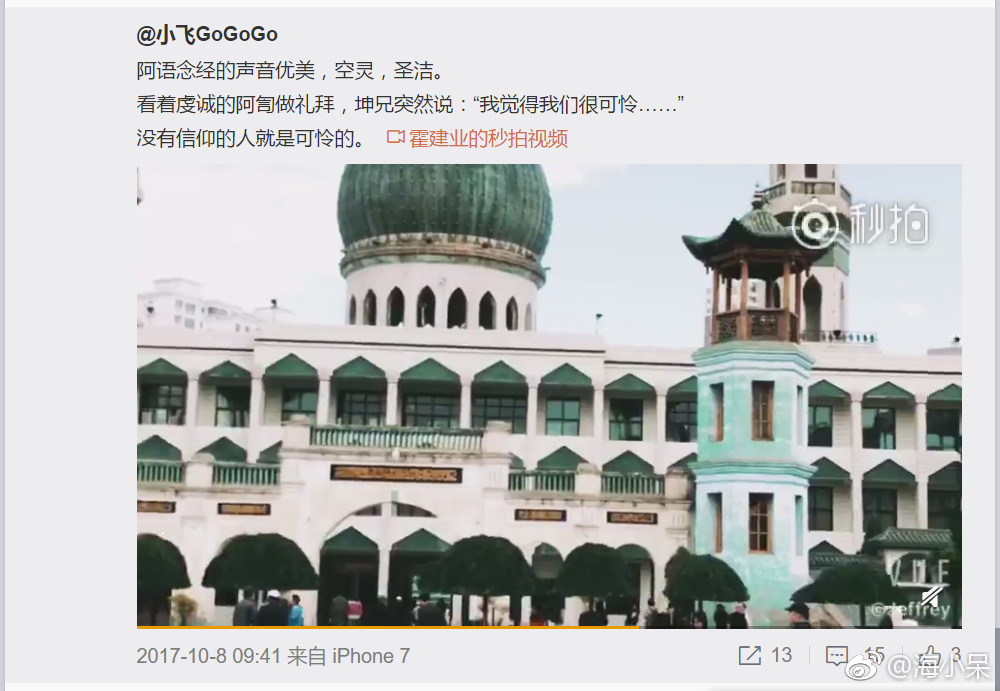 @小飞GoGoGo
阿语念经的声音优美，空灵，圣洁。
看着虔诚的阿訇做礼拜，坤兄突然说：“我觉得我们很可怜……”
没有信仰的人就是可怜的。 霍建业的秒拍视频
秒拍
VUE
©Jeffrey
2017-10-8 09:41 来自 iPhone 7
13
15
3
@海小呆